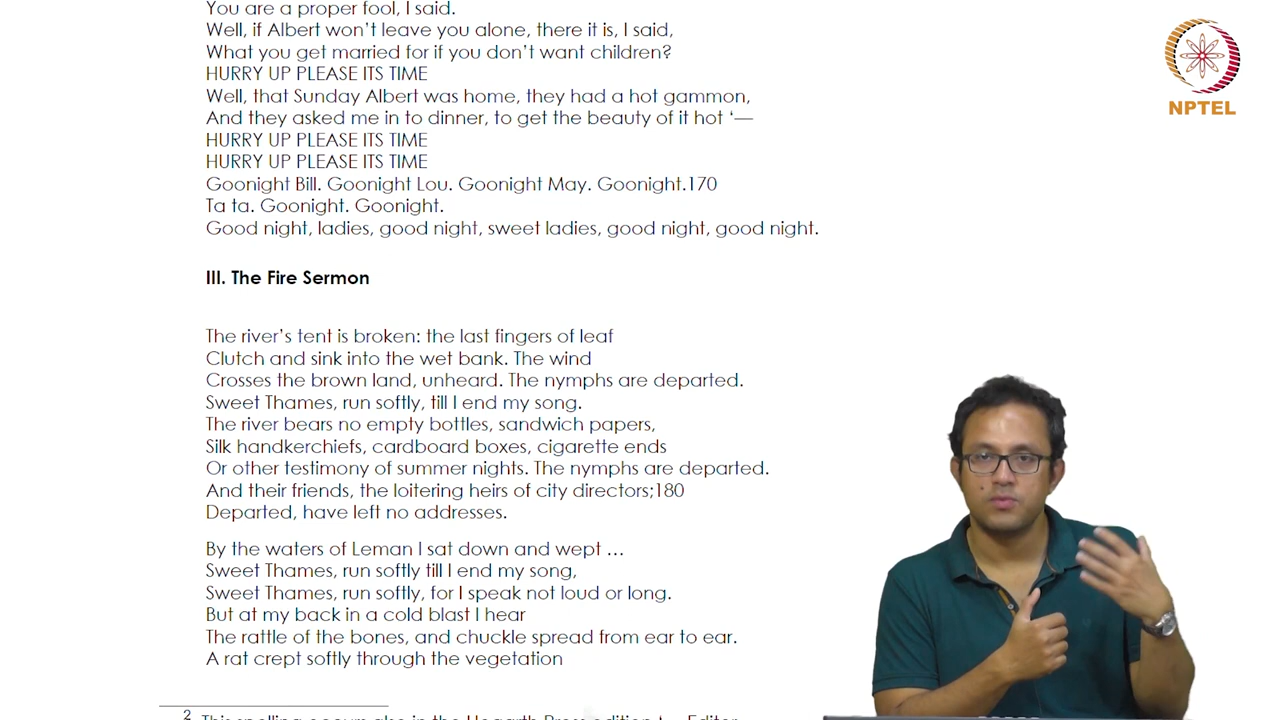 You are a proper fool, I said.
Well, if Albert won’t leave you alone, there it is, I said,
What you get married for if you don’t want children?
HURRY UP PLEASE ITS TIME
Well, that Sunday Albert was home, they had a hot gammon,
And they asked me in to dinner, to get the beauty of it hot ‘—
HURRY UP PLEASE ITS TIME
HURRY UP PLEASE ITS TIME
Goonight Bill. Goonight Lou. Goonight May. Goonight.170
Ta ta. Goonight. Goonight.
Good night, ladies, good night, sweet ladies, good night, good night.
III. The Fire Sermon
The river’s tent is broken: the last fingers of leaf
Clutch and sink into the wet bank. The wind
Crosses the brown land, unheard. The nymphs are departed.
Sweet Thames, run softly, till I end my song.
The river bears no empty bottles, sandwich papers,
Silk handkerchiefs, cardboard boxes, cigarette ends
Or other testimony of summer nights. The nymphs are departed.
And their friends, the loitering heirs of city directors;180
Departed, have left no addresses.
By the waters of Leman I sat down and wept …
Sweet Thames, run softly till I end my song,
Sweet Thames, run softly, for I speak not loud or long.
But at my back in a cold blast I hear
The rattle of the bones, and chuckle spread from ear to ear.
A rat crept softly through the vegetation
2 This spelling occurs also in the Hogarth Press edition Editor
NPTEL